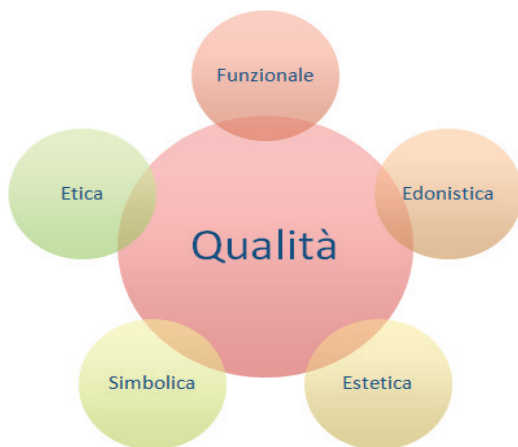 Funzionale
Etica
Edonistica
Qualità
Simbolica
Estetica